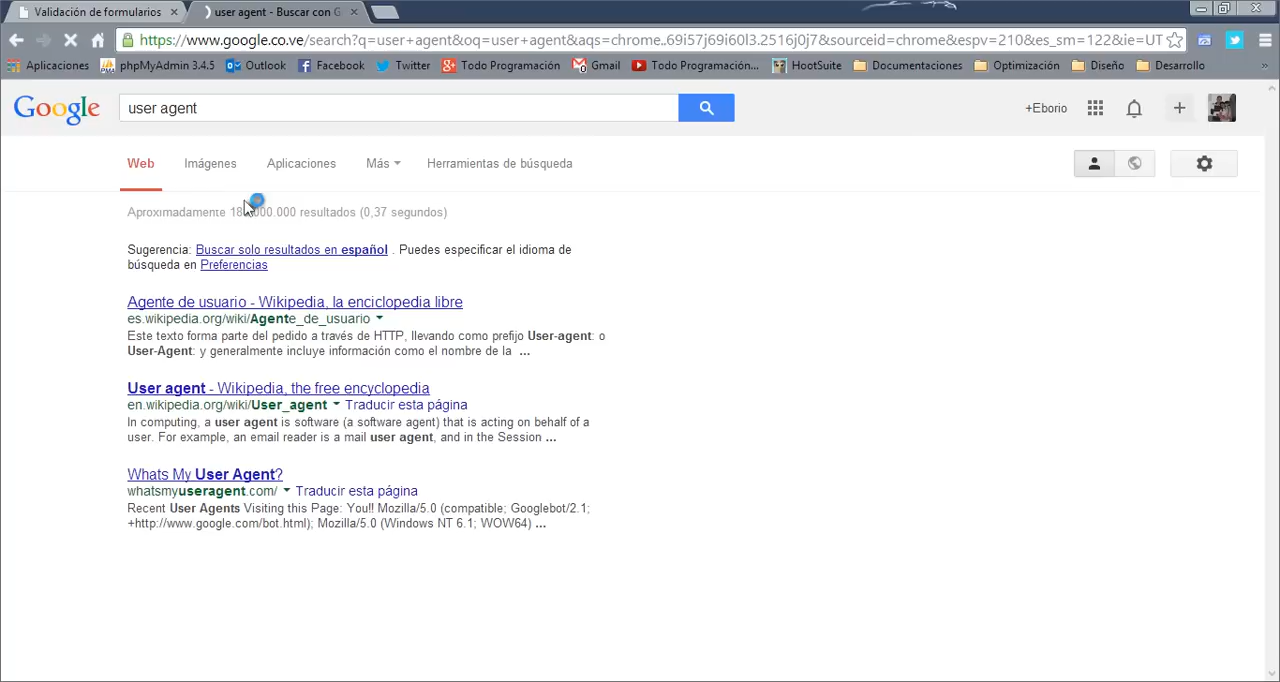 Validación de formularios
user agent - Buscar con G
https://www.google.co.ve/search?q=user+agent&oq=user+agent&aqs=chrome..69i57j69i60l3.2516j0j7&sourceid=chrome&espv=210&es_sm=122&ie=UT
Aplicaciones phpMyAdmin 3.4.5 Outlook Facebook Twitter Todo Programación Gmail Todo Programación... HootSuite Documentaciones Optimización Diseño Desarrollo »
Google user agent +Eborio
Web Imágenes Aplicaciones Más Herramientas de búsqueda
Aproximadamente resultados (0,37 segundos)
Sugerencia: Buscar solo resultados en español . Puedes especificar el idioma de
búsqueda en Preferencias
Agente de usuario - Wikipedia, la enciclopedia libre
es.wikipedia.org/wiki/Agente_de_usuario
Este texto forma parte del pedido a través de HTTP, llevando como prefijo User-agent: o
User-Agent: y generalmente incluye información como el nombre de la ...
User agent - Wikipedia, the free encyclopedia
en.wikipedia.org/wiki/User_agent Traducir esta página
In computing, a user agent is software (a software agent) that is acting on behalf of a
user. For example, an email reader is a mail user agent, and in the Session ...
Whats My User Agent?
whatsmyuseragent.com/ Traducir esta página
Recent User Agents Visiting this Page: You!! Mozilla/5.0 (compatible; Googlebot/2.1;
+http://www.google.com/bot.html); Mozilla/5.0 (Windows NT 6.1; WOW64) ...